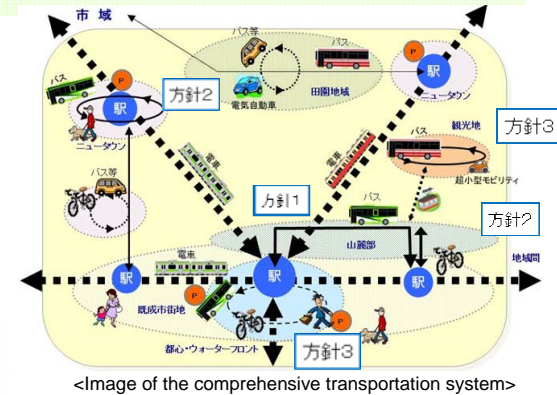 市 域
バス等
バス
P
駅
ニュータウン
電気自動車
田園地域
P
バス
駅
方針2
ニュータウン
方針3
バス
観光地
超小型モビリティ
電車
電車
バス等
方針1
バス
方針2
山麓部
地域間
電車
駅
駅
駅
P
既成市街地
P
P
都心・ウォーターフロント
方針3
<Image of the comprehensive transportation system>